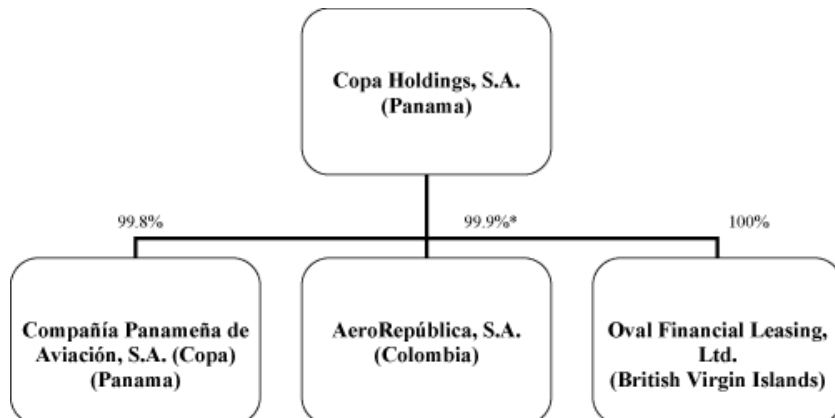 Copa Holdings, S.A.
(Panama)
99.8%
99.9%*
100%
Compañía Panameña de
Aviación, S.A. (Copa)
(Panama)
AeroRepública, S.A.
(Colombia)
Oval Financial Leasing,
Ltd.
(British Virgin Islands)